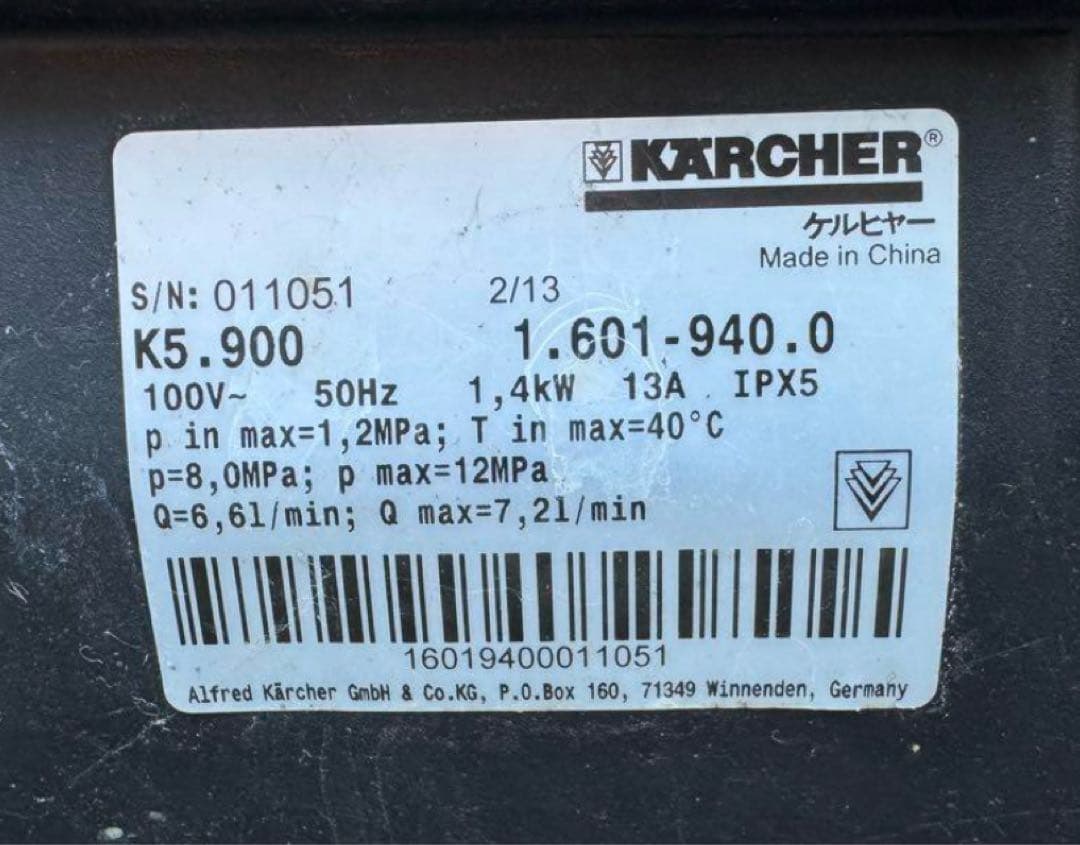 KÄRCHER®
ケルヒャー
Made in China
S/N: 011051 2/13
K5.900 1.601-940.0
100V~ 50Hz 1,4kW 13A IPX5
p in max=1,2MPa; T in max=40°C
p=8,0MPa; p max=12MPa
Q=6,6l/min; Q max=7,2l/min
16019400011051
Alfred Kärcher GmbH & Co.KG, P.O.Box 160, 71349 Winnenden, Germany